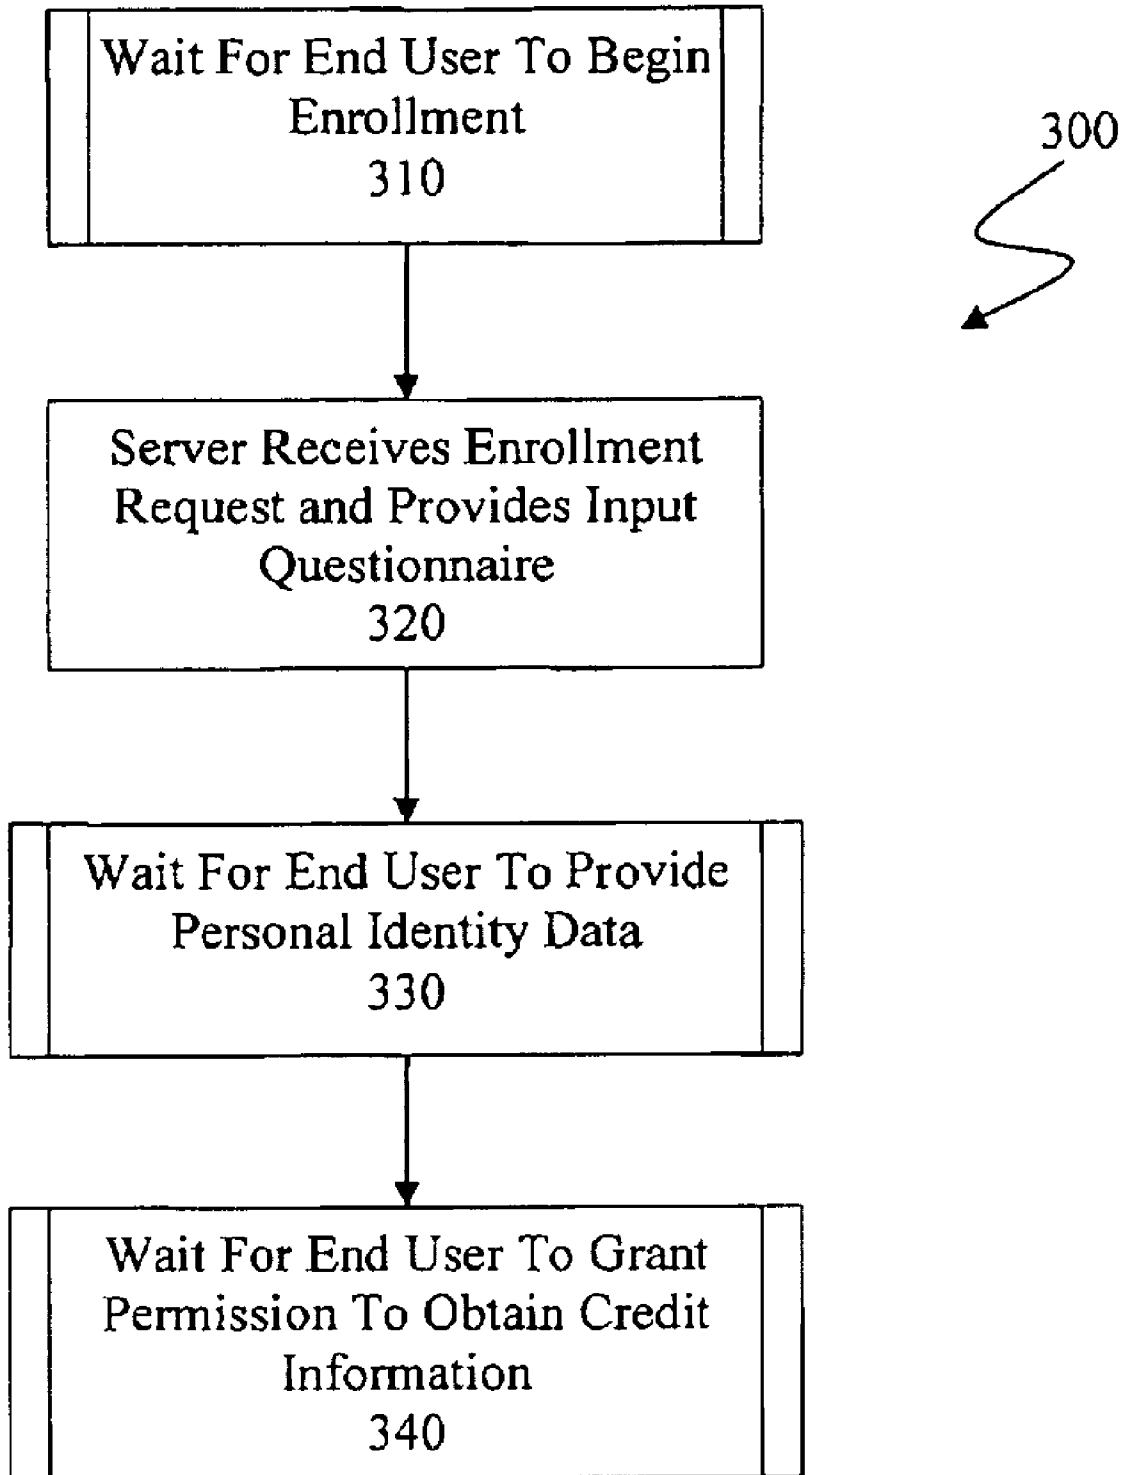 Wait For End User To Begin
Enrollment
310
300
Server Receives Enrollment
Request and Provides Input
Questionnaire
320
Wait For End User To Provide
Personal Identity Data
330
Wait For End User To Grant
Permission To Obtain Credit
Information
340